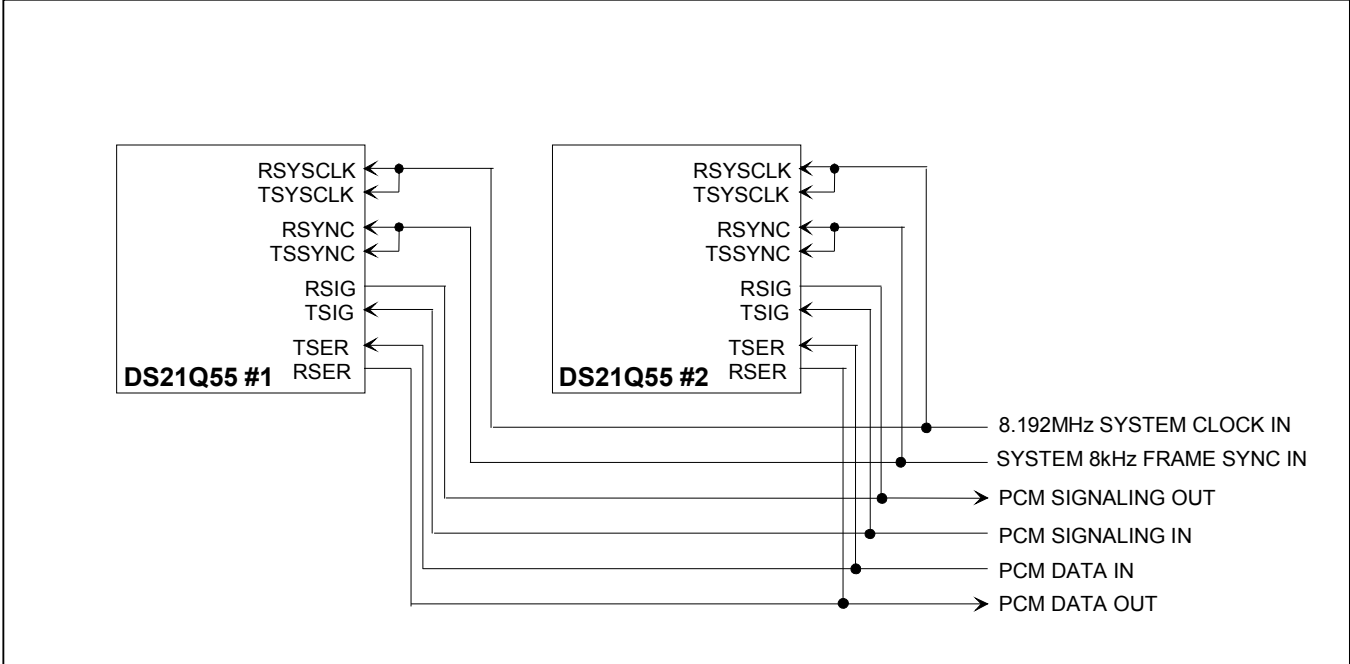 RSYSCLK
TSYSCLK
RSYNC
TSSYNC
RSIG
TSIG
TSER
RSER
DS21Q55 #1
RSYSCLK
TSYSCLK
RSYNC
TSSYNC
RSIG
TSIG
TSER
RSER
DS21Q55 #2
8.192MHz SYSTEM CLOCK IN
SYSTEM 8kHz FRAME SYNC IN
PCM SIGNALING OUT
PCM SIGNALING IN
PCM DATA IN
PCM DATA OUT